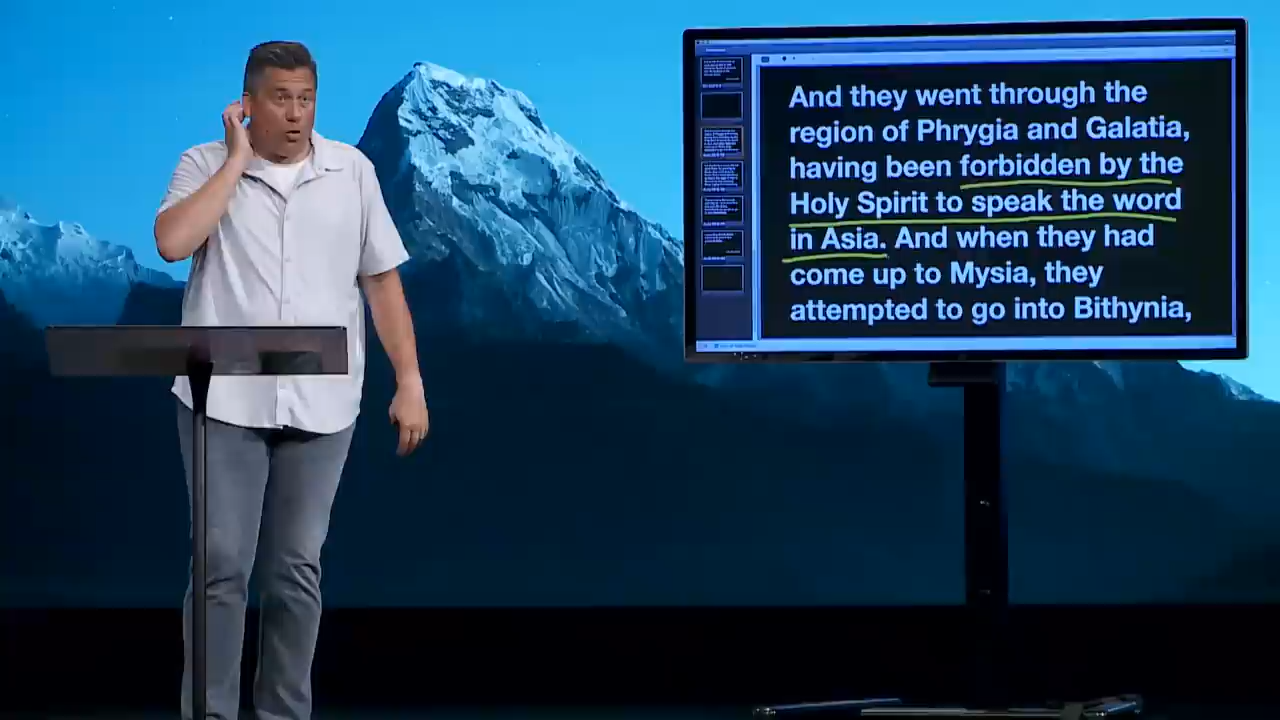 And they went through the
region of Phrygia and Galatia,
having been forbidden by the
Holy Spirit to speak the word
in Asia. And when they had
come up to Mysia, they
attempted to go into Bithynia,